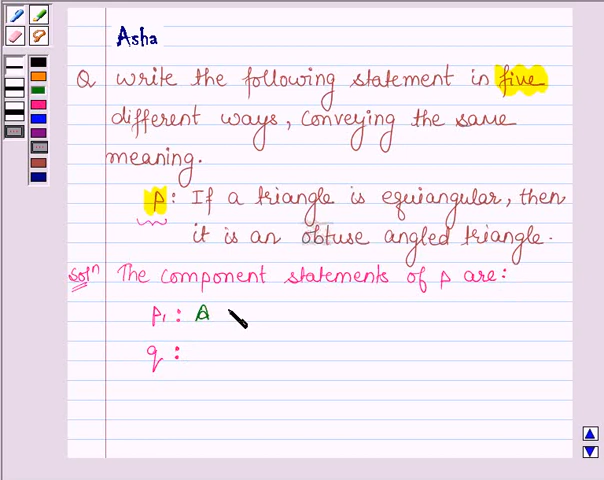 Asha
Q Write the following statement in five
different ways, conveying the same
meaning.
p: If a triangle is equiangular, then
it is an obtuse angled triangle.
Solⁿ The component statements of p are:
p₁ : A
q :